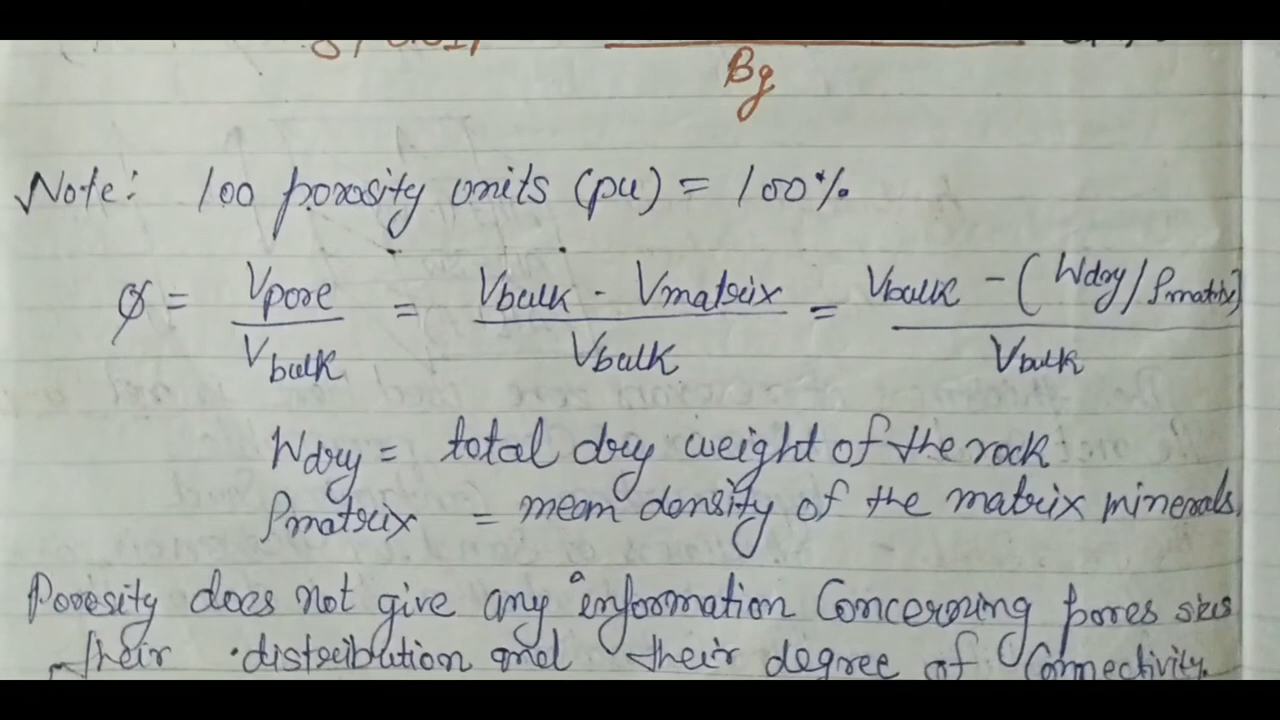 Bg
Note: 100 porosity units (pu) = 100%
φ = Vpore / Vbulk = Vbulk - Vmatrix / Vbulk = Vbulk - (Wdry/ρmatrix) / Vbulk
Wdry = total dry weight of the rock
ρmatrix = mean density of the matrix minerals.
Porosity does not give any information Concerning pores sizes
their distribution and their degree of Connectivity.